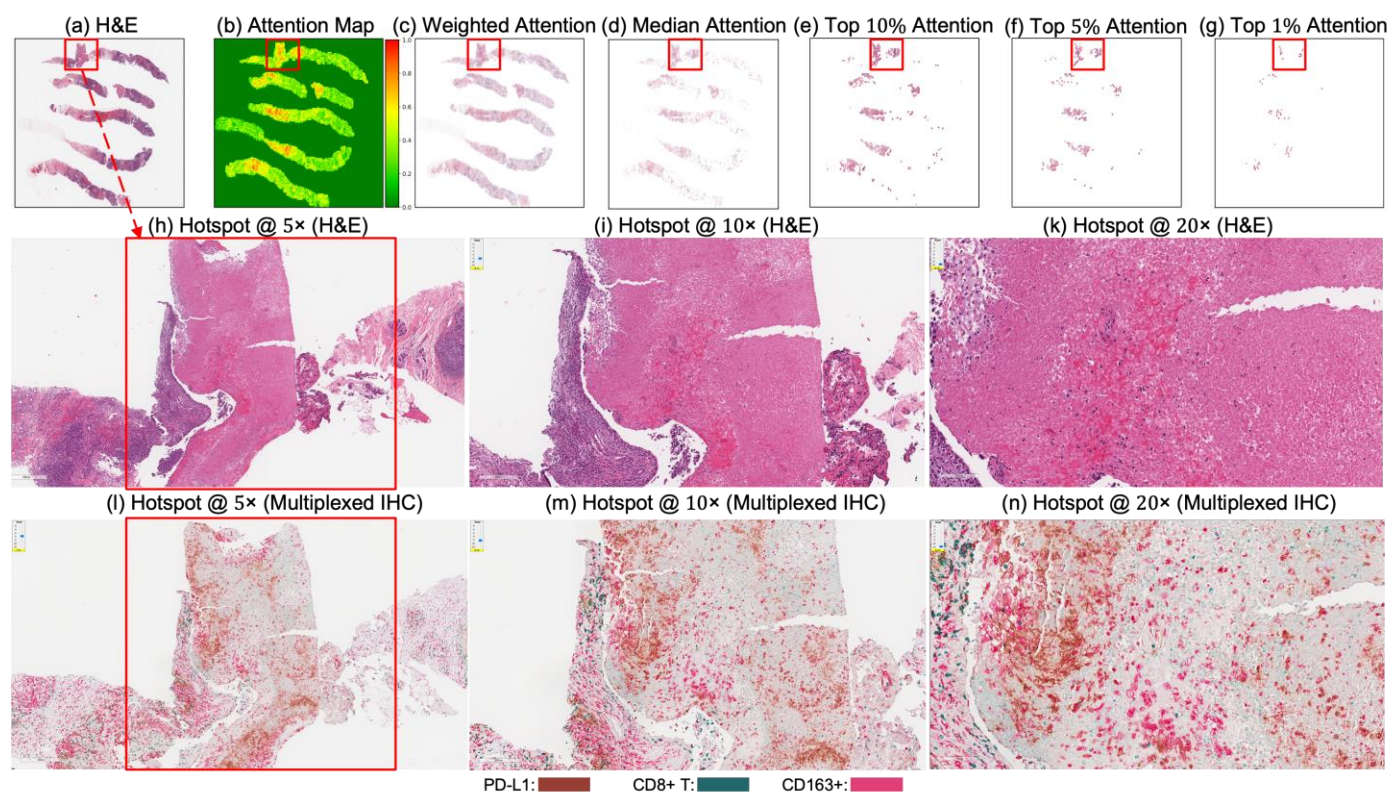 (a) H&E (b) Attention Map (c) Weighted Attention (d) Median Attention (e) Top 10% Attention (f) Top 5% Attention (g) Top 1% Attention
1.0
0.8
0.6
0.4
0.2
0.0
(h) Hotspot @ 5× (H&E) (i) Hotspot @ 10× (H&E) (k) Hotspot @ 20× (H&E)
(l) Hotspot @ 5× (Multiplexed IHC) (m) Hotspot @ 10× (Multiplexed IHC) (n) Hotspot @ 20× (Multiplexed IHC)
PD-L1: CD8+ T: CD163+: